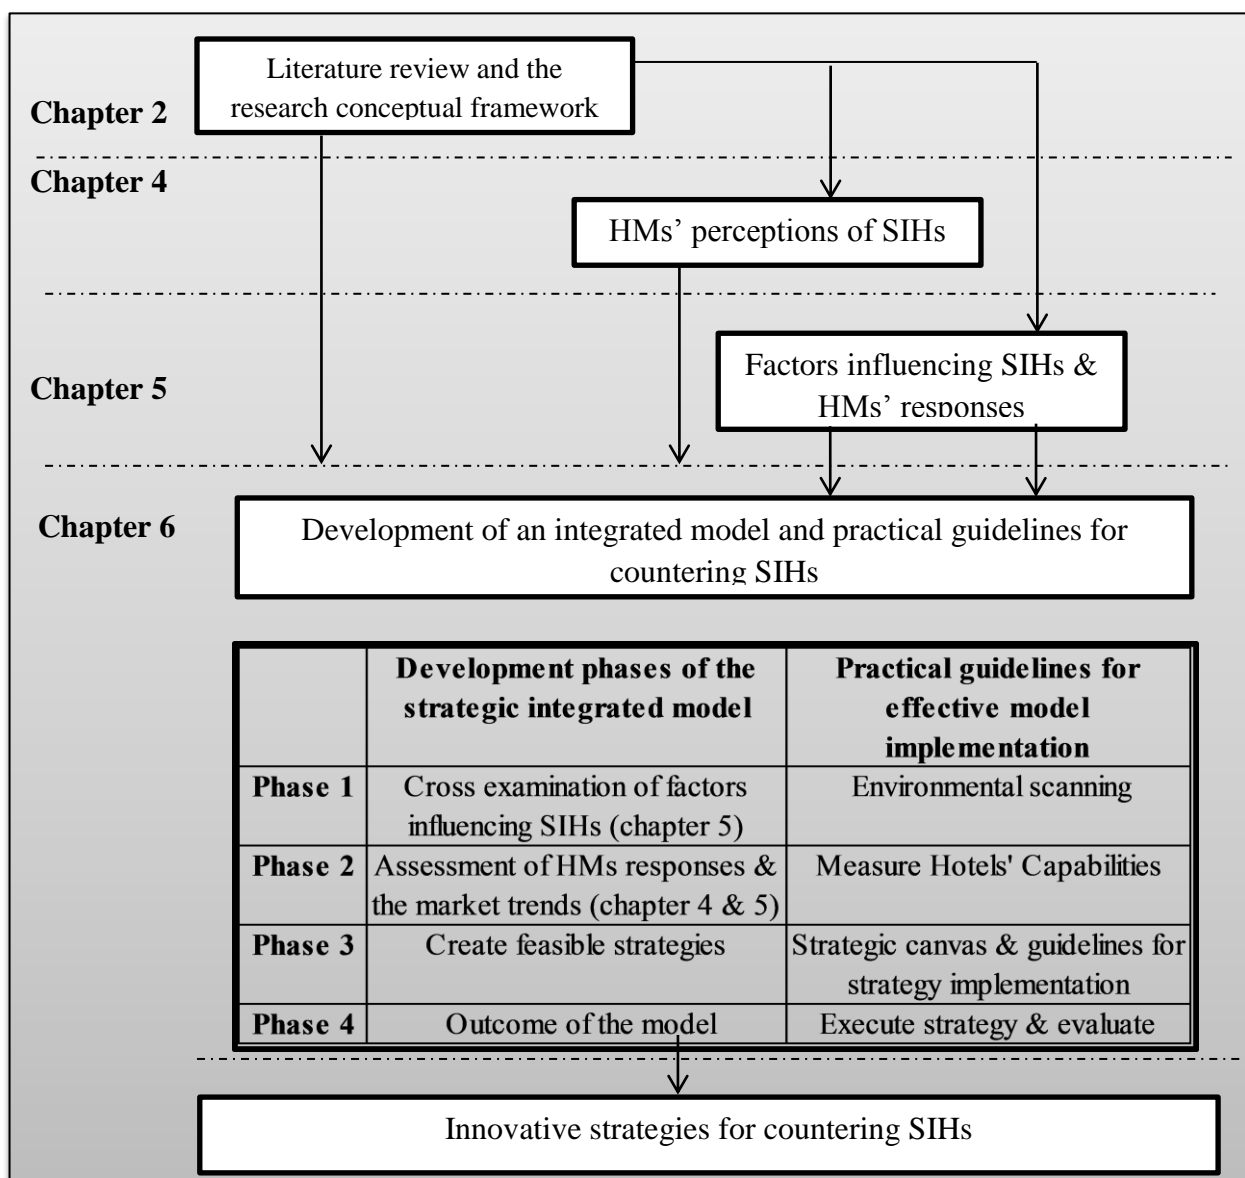 Literature review and the
research conceptual framework
Chapter 2
Chapter 4
HMs’ perceptions of SIHs
Factors influencing SIHs &
HMs’ responses
Chapter 5
Chapter 6
Development of an integrated model and practical guidelines for
countering SIHs
Development phases of the
strategic integrated model
Practical guidelines for
effective model
implementation
Phase 1
Cross examination of factors
influencing SIHs (chapter 5)
Environmental scanning
Phase 2
Assessment of HMs responses &
the market trends (chapter 4 & 5)
Measure Hotels' Capabilities
Phase 3
Create feasible strategies
Strategic canvas & guidelines for
strategy implementation
Phase 4
Outcome of the model
Execute strategy & evaluate
Innovative strategies for countering SIHs